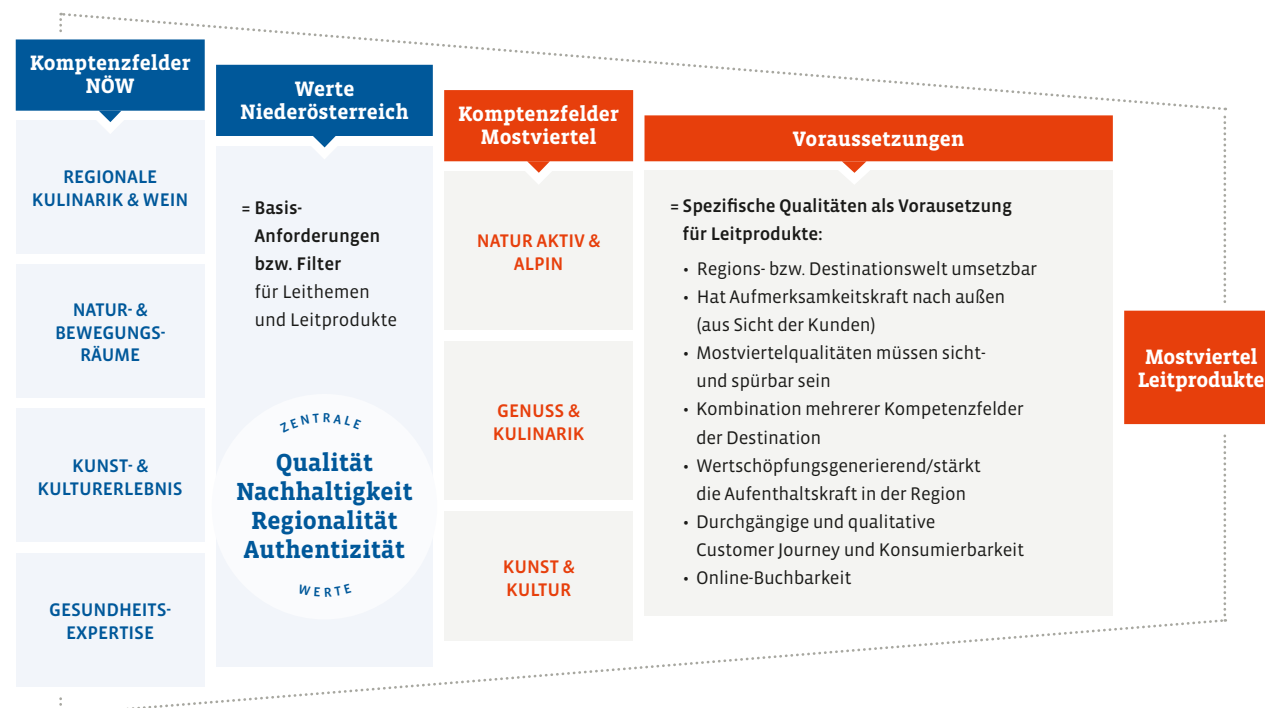 Komptenzfelder
NÖW
REGIONALE
KULINARIK & WEIN
NATUR- &
BEWEGUNGS-
RÄUME
KUNST- &
KULTURERLEBNIS
GESUNDHEITS-
EXPERTISE
Werte
Niederösterreich
= Basis-
Anforderungen
bzw. Filter
für Leithemen
und Leitprodukte
ZENTRALE
Qualität
Nachhaltigkeit
Regionalität
Authentizität
WERTE
Komptenzfelder
Mostviertel
NATUR AKTIV &
ALPIN
GENUSS &
KULINARIK
KUNST &
KULTUR
Voraussetzungen
= Spezifische Qualitäten als Vorausetzung
für Leitprodukte:
• Regions- bzw. Destinationswelt umsetzbar
• Hat Aufmerksamkeitskraft nach außen
(aus Sicht der Kunden)
• Mostviertelqualitäten müssen sicht-
und spürbar sein
• Kombination mehrerer Kompetenzfelder
der Destination
• Wertschöpfungsgenerierend/stärkt
die Aufenthaltskraft in der Region
• Durchgängige und qualitative
Customer Journey und Konsumierbarkeit
• Online-Buchbarkeit
Mostviertel
Leitprodukte